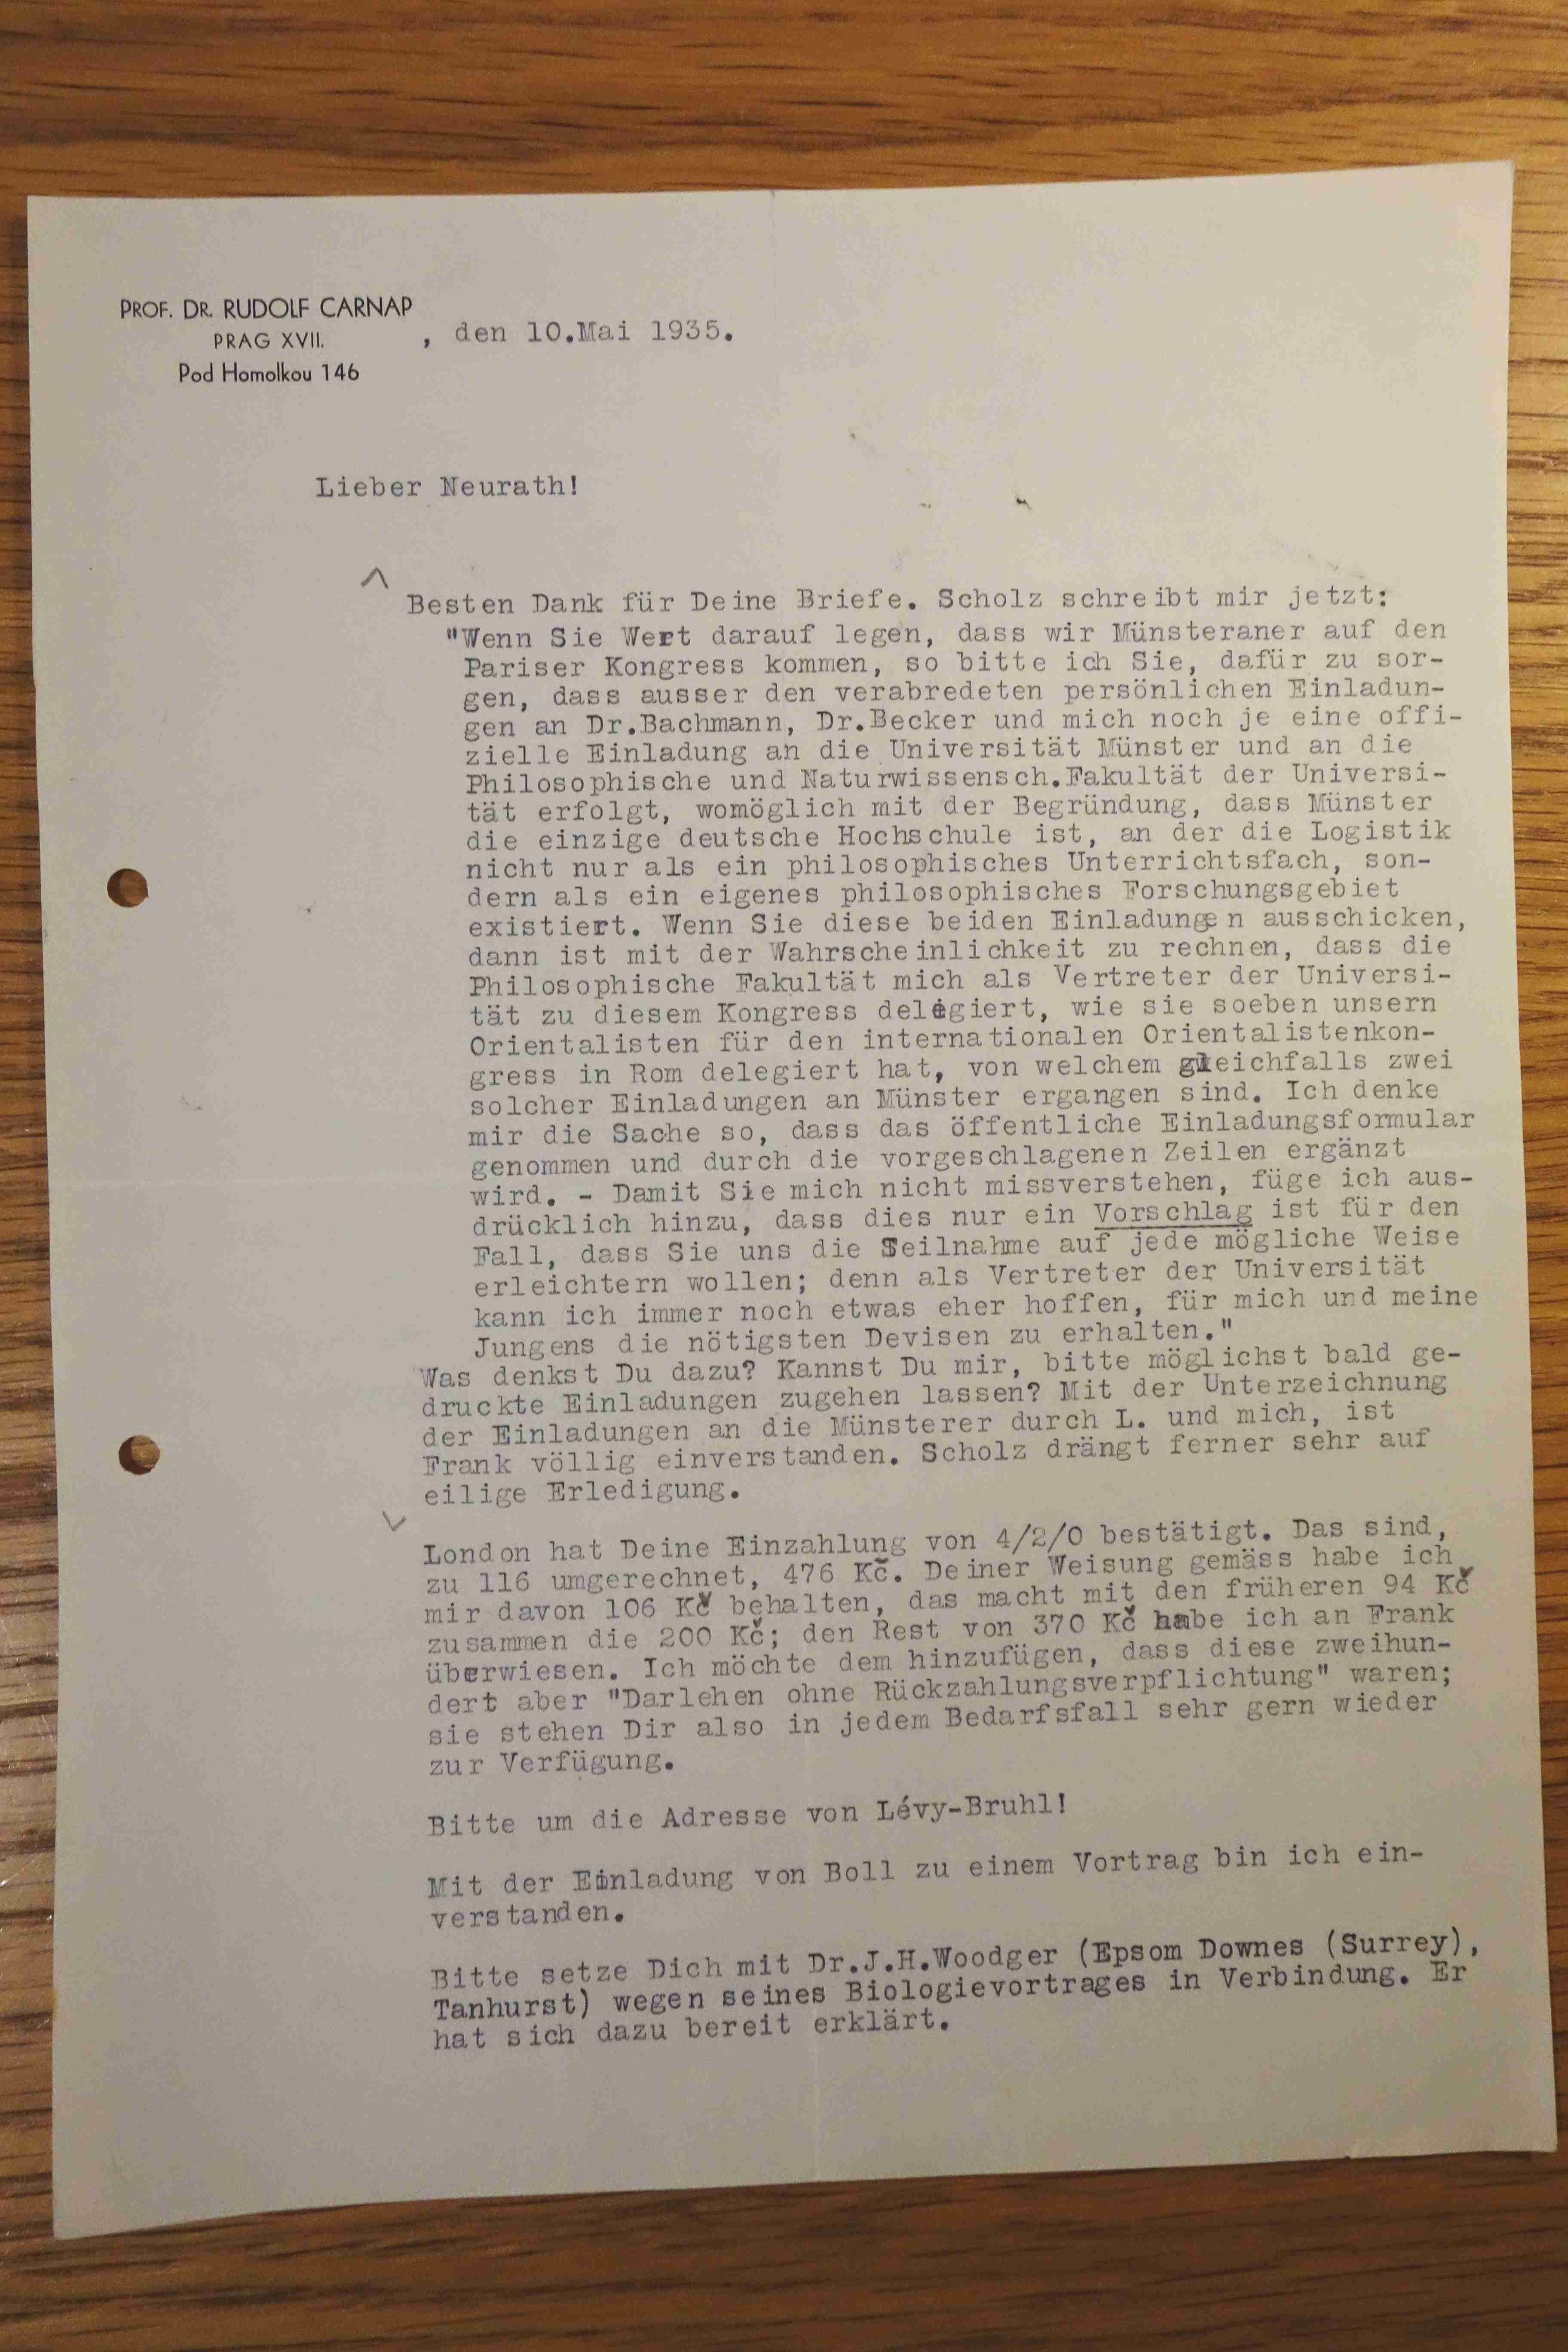 PROF. DR. RUDOLF CARNAP
PRAG XVII.
Pod Homolkou 146
, den 10.Mai 1935.
Lieber Neurath!
Besten Dank für Deine Briefe. Scholz schreibt mir jetzt:
"Wenn Sie Wert darauf legen, dass wir Münsteraner auf den
Pariser Kongress kommen, so bitte ich Sie, dafür zu sor-
gen, dass ausser den verabredeten persönlichen Einladun-
gen an Dr.Bachmann, Dr.Becker und mich noch je eine offi-
zielle Einladung an die Universität Münster und an die
Philosophische und Naturwissensch.Fakultät der Universi-
tät erfolgt, womöglich mit der Begründung, dass Münster
die einzige deutsche Hochschule ist, an der die Logistik
nicht nur als ein philosophisches Unterrichtsfach, son-
dern als ein eigenes philosophisches Forschungsgebiet
existiert. Wenn Sie diese beiden Einladungen ausschicken,
dann ist mit der Wahrscheinlichkeit zu rechnen, dass die
Philosophische Fakultät mich als Vertreter der Universi-
tät zu diesem Kongress delegiert, wie sie soeben unsern
Orientalisten für den internationalen Orientalistenkon-
gress in Rom delegiert hat, von welchem gleichfalls zwei
solcher Einladungen an Münster ergangen sind. Ich denke
mir die Sache so, dass das öffentliche Einladungsformular
genommen und durch die vorgeschlagenen Zeilen ergänzt
wird. - Damit Sie mich nicht missverstehen, füge ich aus-
drücklich hinzu, dass dies nur ein Vorschlag ist für den
Fall, dass Sie uns die Teilnahme auf jede mögliche Weise
erleichtern wollen; denn als Vertreter der Universität
kann ich immer noch etwas eher hoffen, für mich und meine
Jungens die nötigsten Devisen zu erhalten."
Was denkst Du dazu? Kannst Du mir, bitte möglichst bald ge-
druckte Einladungen zugehen lassen? Mit der Unterzeichnung
der Einladungen an die Münsterer durch L. und mich, ist
Frank völlig einverstanden. Scholz drängt ferner sehr auf
eilige Erledigung.
London hat Deine Einzahlung von 4/2/0 bestätigt. Das sind,
zu 116 umgerechnet, 476 Kč. Deiner Weisung gemäss habe ich
mir davon 106 Kč behalten, das macht mit den früheren 94 Kč
zusammen die 200 Kč; den Rest von 370 Kč habe ich an Frank
überwiesen. Ich möchte dem hinzufügen, dass diese zweihun-
dert aber "Darlehen ohne Rückzahlungsverpflichtung" waren;
sie stehen Dir also in jedem Bedarfsfall sehr gern wieder
zur Verfügung.
Bitte um die Adresse von Lévy-Bruhl!
Mit der Einladung von Boll zu einem Vortrag bin ich ein-
verstanden.
Bitte setze Dich mit Dr.J.H.Woodger (Epsom Downes (Surrey),
Tanhurst) wegen seines Biologievortrages in Verbindung. Er
hat sich dazu bereit erklärt.